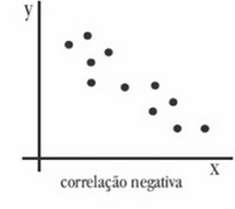 y
x
correlação negativa